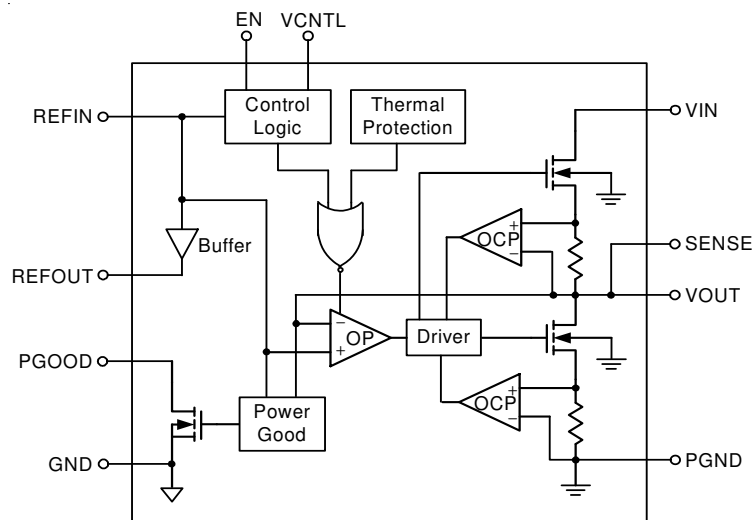 EN VCNTL
REFIN
Control
Logic
Thermal
Protection
VIN
Buffer
+
OCP
−
SENSE
REFOUT
VOUT
−
OP
+
Driver
PGOOD
Power
Good
+
OCP
−
GND
PGND